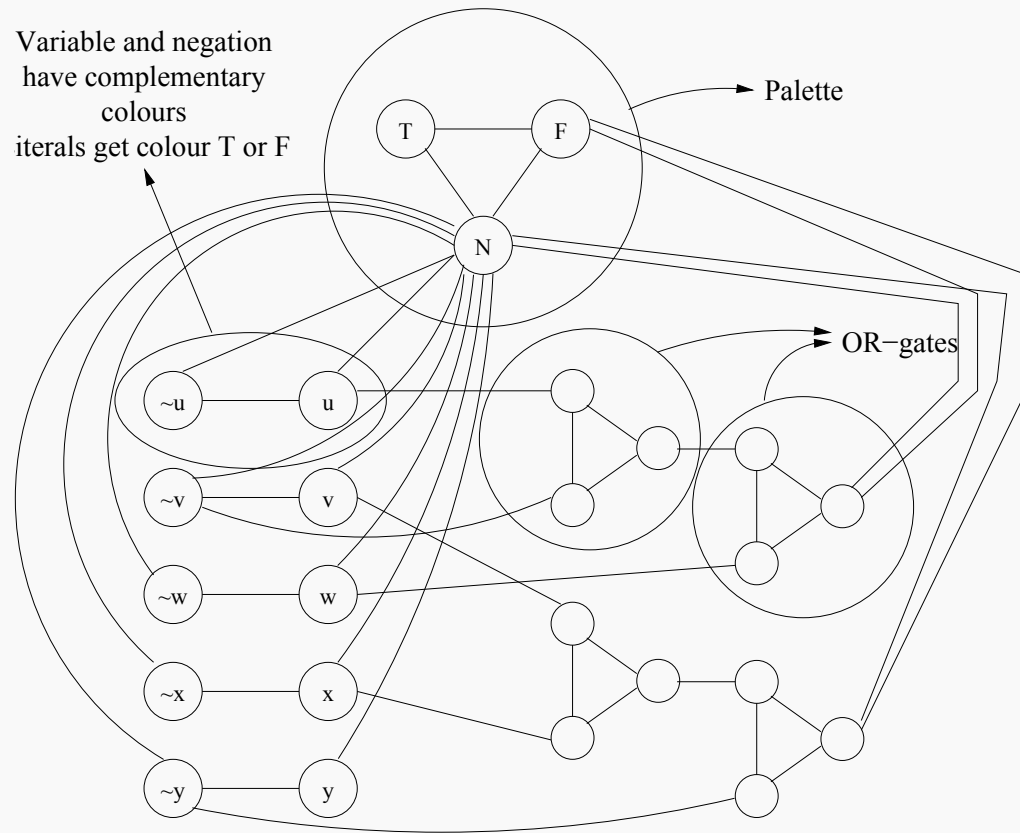 Variable and negation
have complementary
colours
iterals get colour T or F
Palette
T
F
N
OR−gates
~u
u
~v
v
~w
w
~x
x
~y
y